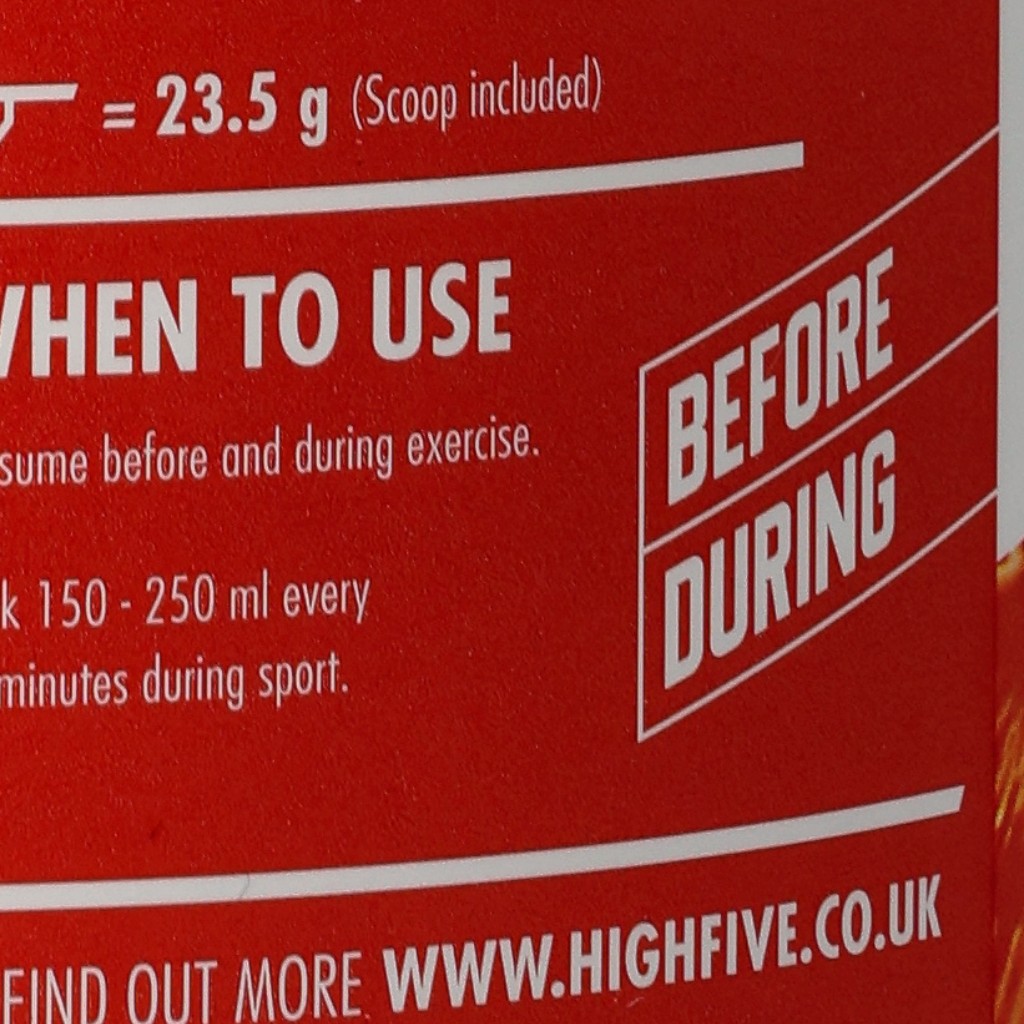 = 23.5 g (Scoop included)
WHEN TO USE
sume before and during exercise.
k 150 - 250 ml every
minutes during sport.
BEFORE
DURING
FIND OUT MORE WWW.HIGHFIVE.CO.UK